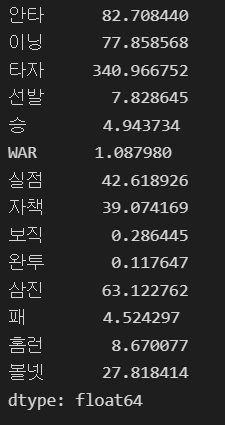 안타 82.708440
이닝 77.858568
타자 340.966752
선발 7.828645
승 4.943734
WAR 1.087980
실점 42.618926
자책 39.074169
보직 0.286445
완투 0.117647
삼진 63.122762
패 4.524297
홈런 8.670077
볼넷 27.818414
dtype: float64